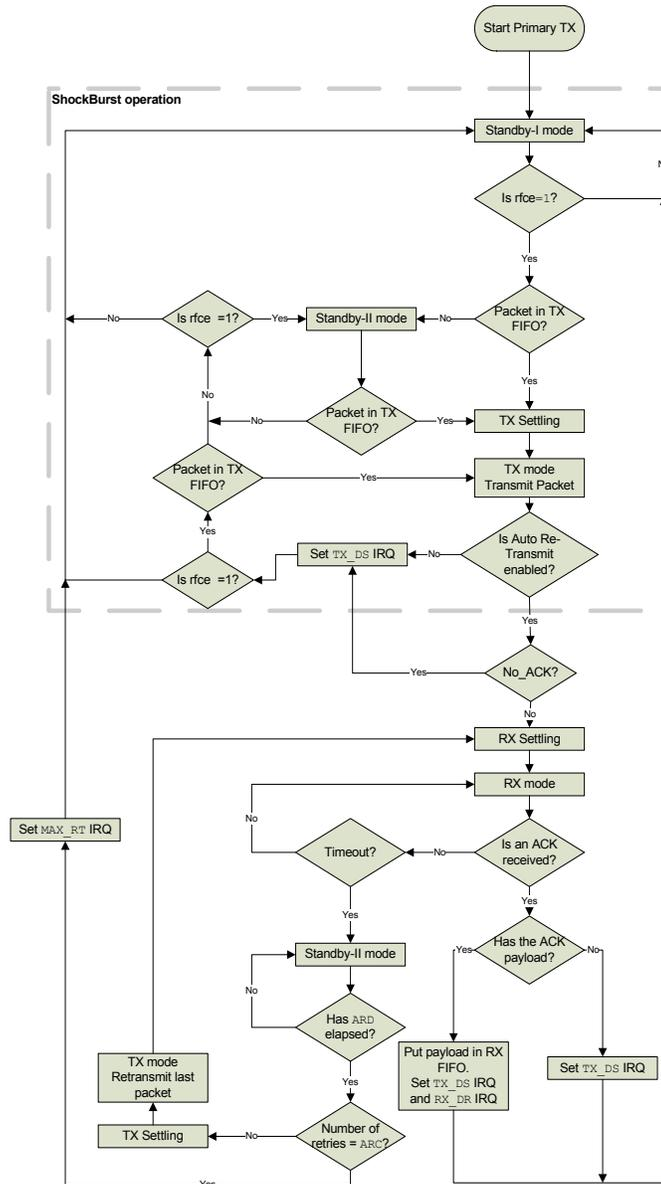 Start Primary TX
ShockBurst operation
Standby-I mode
N
Is rfce=1?
Yes
Is rfce =1?
No
Yes
Standby-II mode
No
Packet in TX
FIFO?
No
Yes
Packet in TX
FIFO?
No
Yes
TX Settling
Packet in TX
FIFO?
Yes
TX mode
Transmit Packet
Yes
Is rfce =1?
Set TX_DS IRQ
No
Is Auto Re-
Transmit
enabled?
Yes
No_ACK?
Yes
No
RX Settling
RX mode
No
Set MAX_RT IRQ
Timeout?
No
Is an ACK
received?
Yes
Yes
Has the ACK
payload?
Yes
No
Standby-II mode
No
Has ARD
elapsed?
Put payload in RX
FIFO.
Set TX_DS IRQ
and RX_DR IRQ
Set TX_DS IRQ
TX mode
Retransmit last
packet
Yes
TX Settling
No
Number of
retries = ARC?
Yes